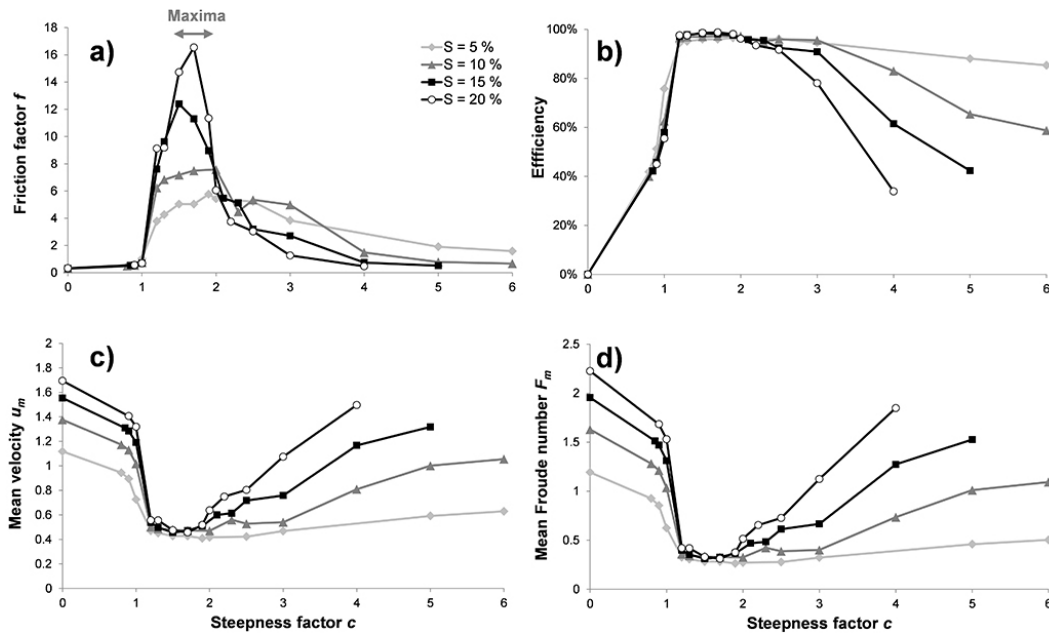 Maxima
a)
S = 5 %
S = 10 %
S = 15 %
S = 20 %
Friction factor f
18
16
14
12
10
8
6
4
2
0
0 1 2 3 4 5 6
b)
Effficiency
100%
80%
60%
40%
20%
0%
0 1 2 3 4 5 6
c)
Mean velocity um
2
1.8
1.6
1.4
1.2
1
0.8
0.6
0.4
0.2
0
0 1 2 3 4 5 6
Steepness factor c
d)
Mean Froude number Fm
2.5
2
1.5
1
0.5
0
0 1 2 3 4 5 6
Steepness factor c